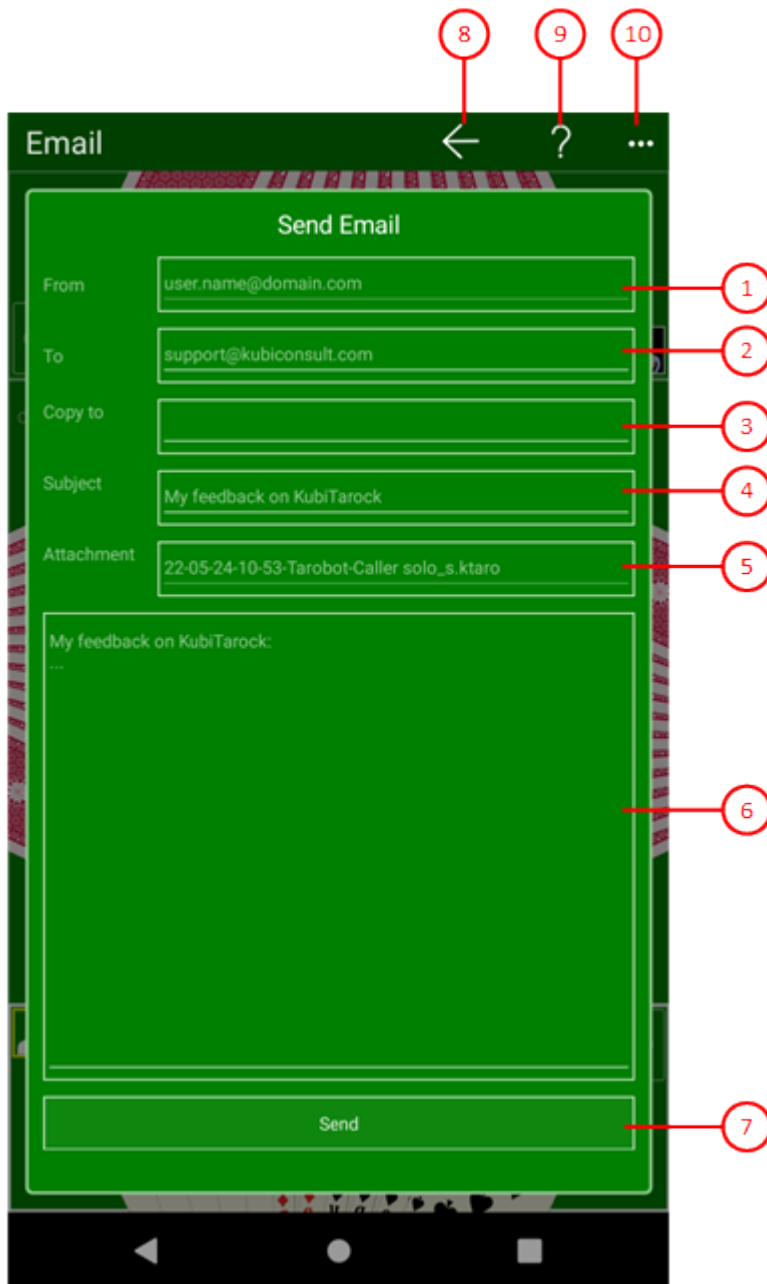 8 9 10
Email ? ...
Send Email
From user.name@domain.com 1
To support@kubiconsult.com 2
Copy to 3
Subject My feedback on KubiTarock 4
Attachment 22-05-24-10-53-Tarobot-Caller solo_s.ktaro 5
My feedback on KubiTarock:
...
6
Send 7